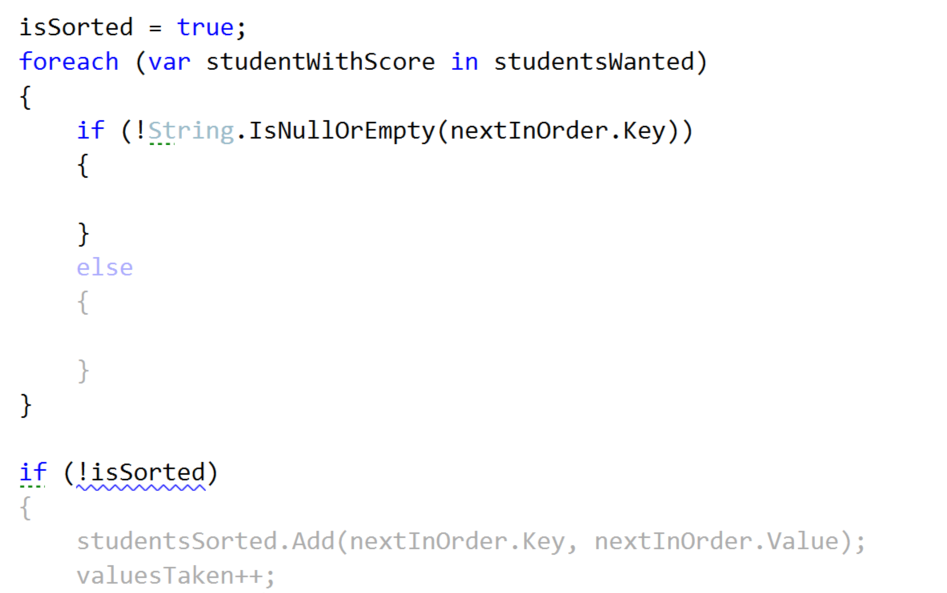 isSorted = true;
foreach (var studentWithScore in studentsWanted)
{
    if (!String.IsNullOrEmpty(nextInOrder.Key))
    {

    }
    else
    {

    }
}

if (!isSorted)
{
    studentsSorted.Add(nextInOrder.Key, nextInOrder.Value);
    valuesTaken++;